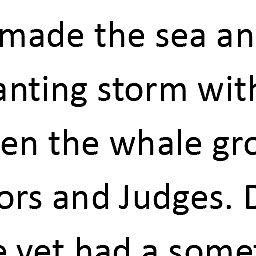 made the sea an
anting storm with
en the whale gro
ors and Judges. D
e yet had a somet